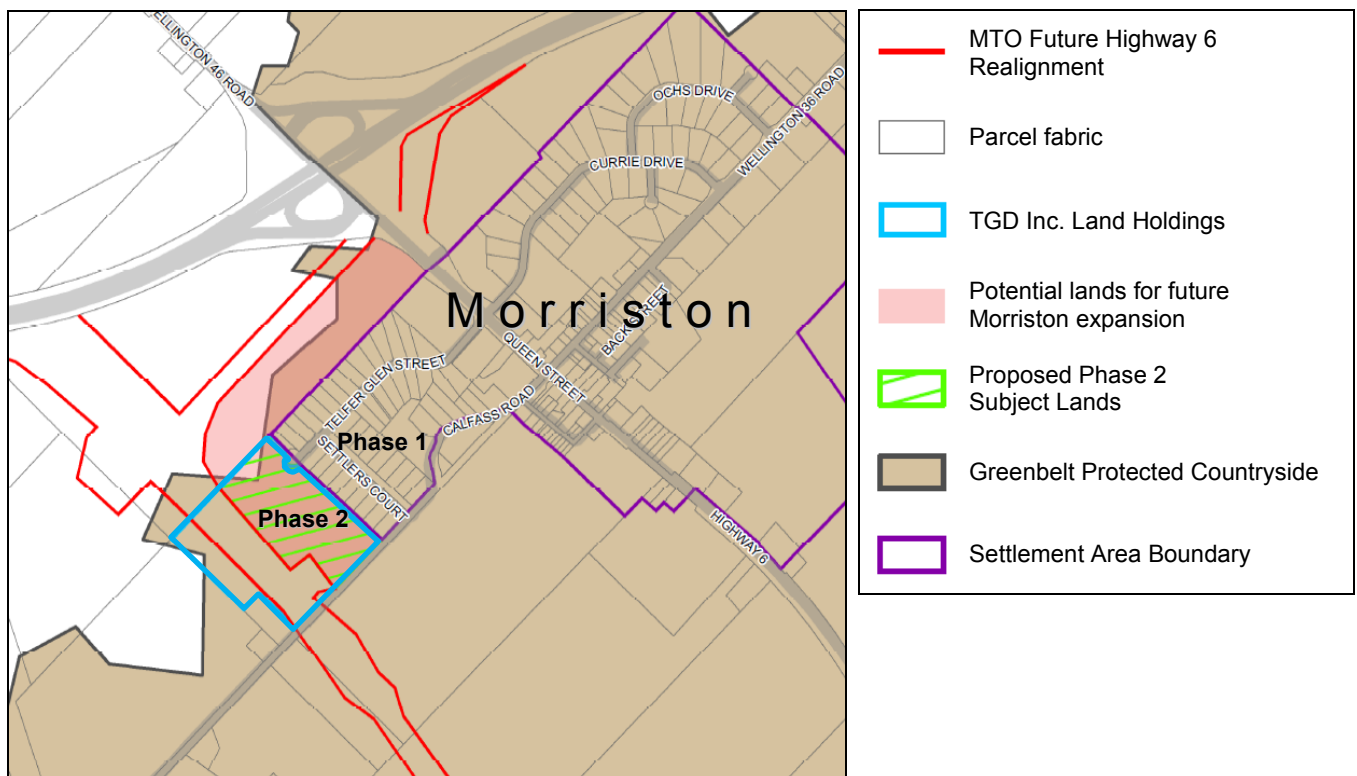 ELLINGTON 46 ROAD
OCHS DRIVE
WELLINGTON 36 ROAD
CURRIE DRIVE
Morriston
BACK STREET
QUEEN STREET
TELFER GLEN STREET
CALFASS ROAD
Phase 1
SETTLERS COURT
Phase 2
HIGHWAY 6
MTO Future Highway 6
Realignment
Parcel fabric
TGD Inc. Land Holdings
Potential lands for future
Morriston expansion
Proposed Phase 2
Subject Lands
Greenbelt Protected Countryside
Settlement Area Boundary